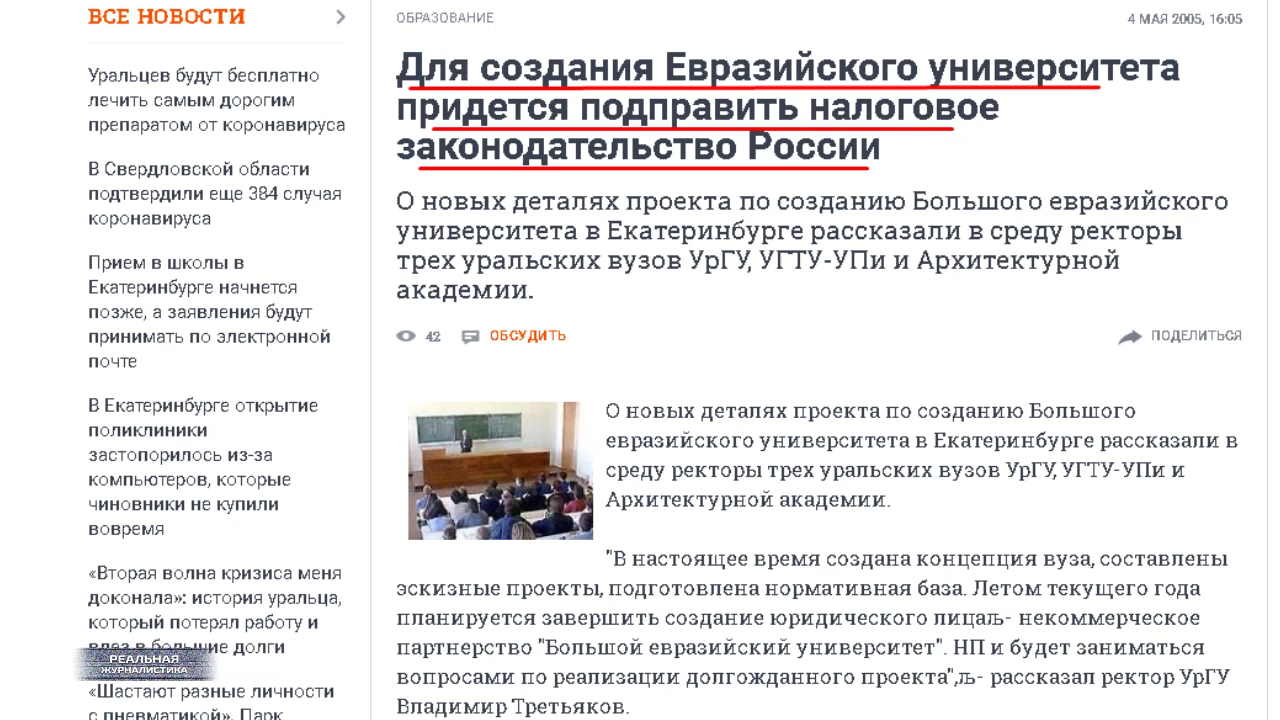 ВСЕ НОВОСТИ
Уральцев будут бесплатно
лечить самым дорогим
препаратом от коронавируса
В Свердловской области
подтвердили еще 384 случая
коронавируса
Прием в школы в
Екатеринбурге начнется
позже, а заявления будут
принимать по электронной
почте
В Екатеринбурге открытие
поликлиники
застопорилось из-за
компьютеров, которые
чиновники не купили
вовремя
«Вторая волна кризиса меня
доконала»: история уральца,
который потерял работу и
влез в большие долги
РЕАЛЬНАЯ
ЖУРНАЛИСТИКА
«Шастают разные личности
с пневматикой». Парк
ОБРАЗОВАНИЕ
4 МАЯ 2005, 16:05
Для создания Евразийского университета
придется подправить налоговое
законодательство России
О новых деталях проекта по созданию Большого евразийского
университета в Екатеринбурге рассказали в среду ректоры
трех уральских вузов УрГУ, УГТУ-УПи и Архитектурной
академии.
42
ОБСУДИТЬ
ПОДЕЛИТЬСЯ
О новых деталях проекта по созданию Большого
евразийского университета в Екатеринбурге рассказали в
среду ректоры трех уральских вузов УрГУ, УГТУ-УПи и
Архитектурной академии.
"В настоящее время создана концепция вуза, составлены
эскизные проекты, подготовлена нормативная база. Летом текущего года
планируется завершить создание юридического лицаљ- некоммерческое
партнерство "Большой евразийский университет". НП и будет заниматься
вопросами по реализации долгожданного проекта",љ- рассказал ректор УрГУ
Владимир Третьяков.